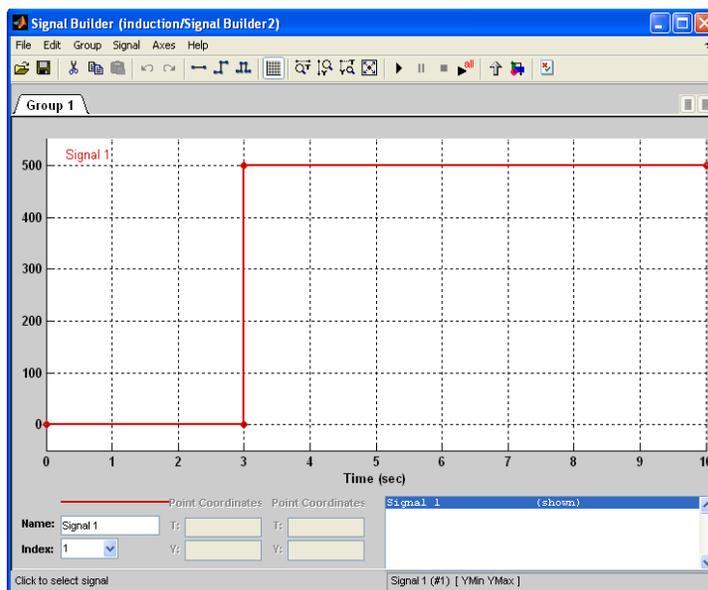 Signal Builder (induction/Signal Builder2)
File Edit Group Signal Axes Help
all
Group 1
Signal 1
500
400
300
200
100
0
0 1 2 3 4 5 6 7 8 9 10
Time (sec)
Point Coordinates Point Coordinates
Name: Signal 1 T: T:
Index: 1 Y: Y:
Signal 1 (shown)
Click to select signal Signal 1 (#1) [ YMin YMax ]